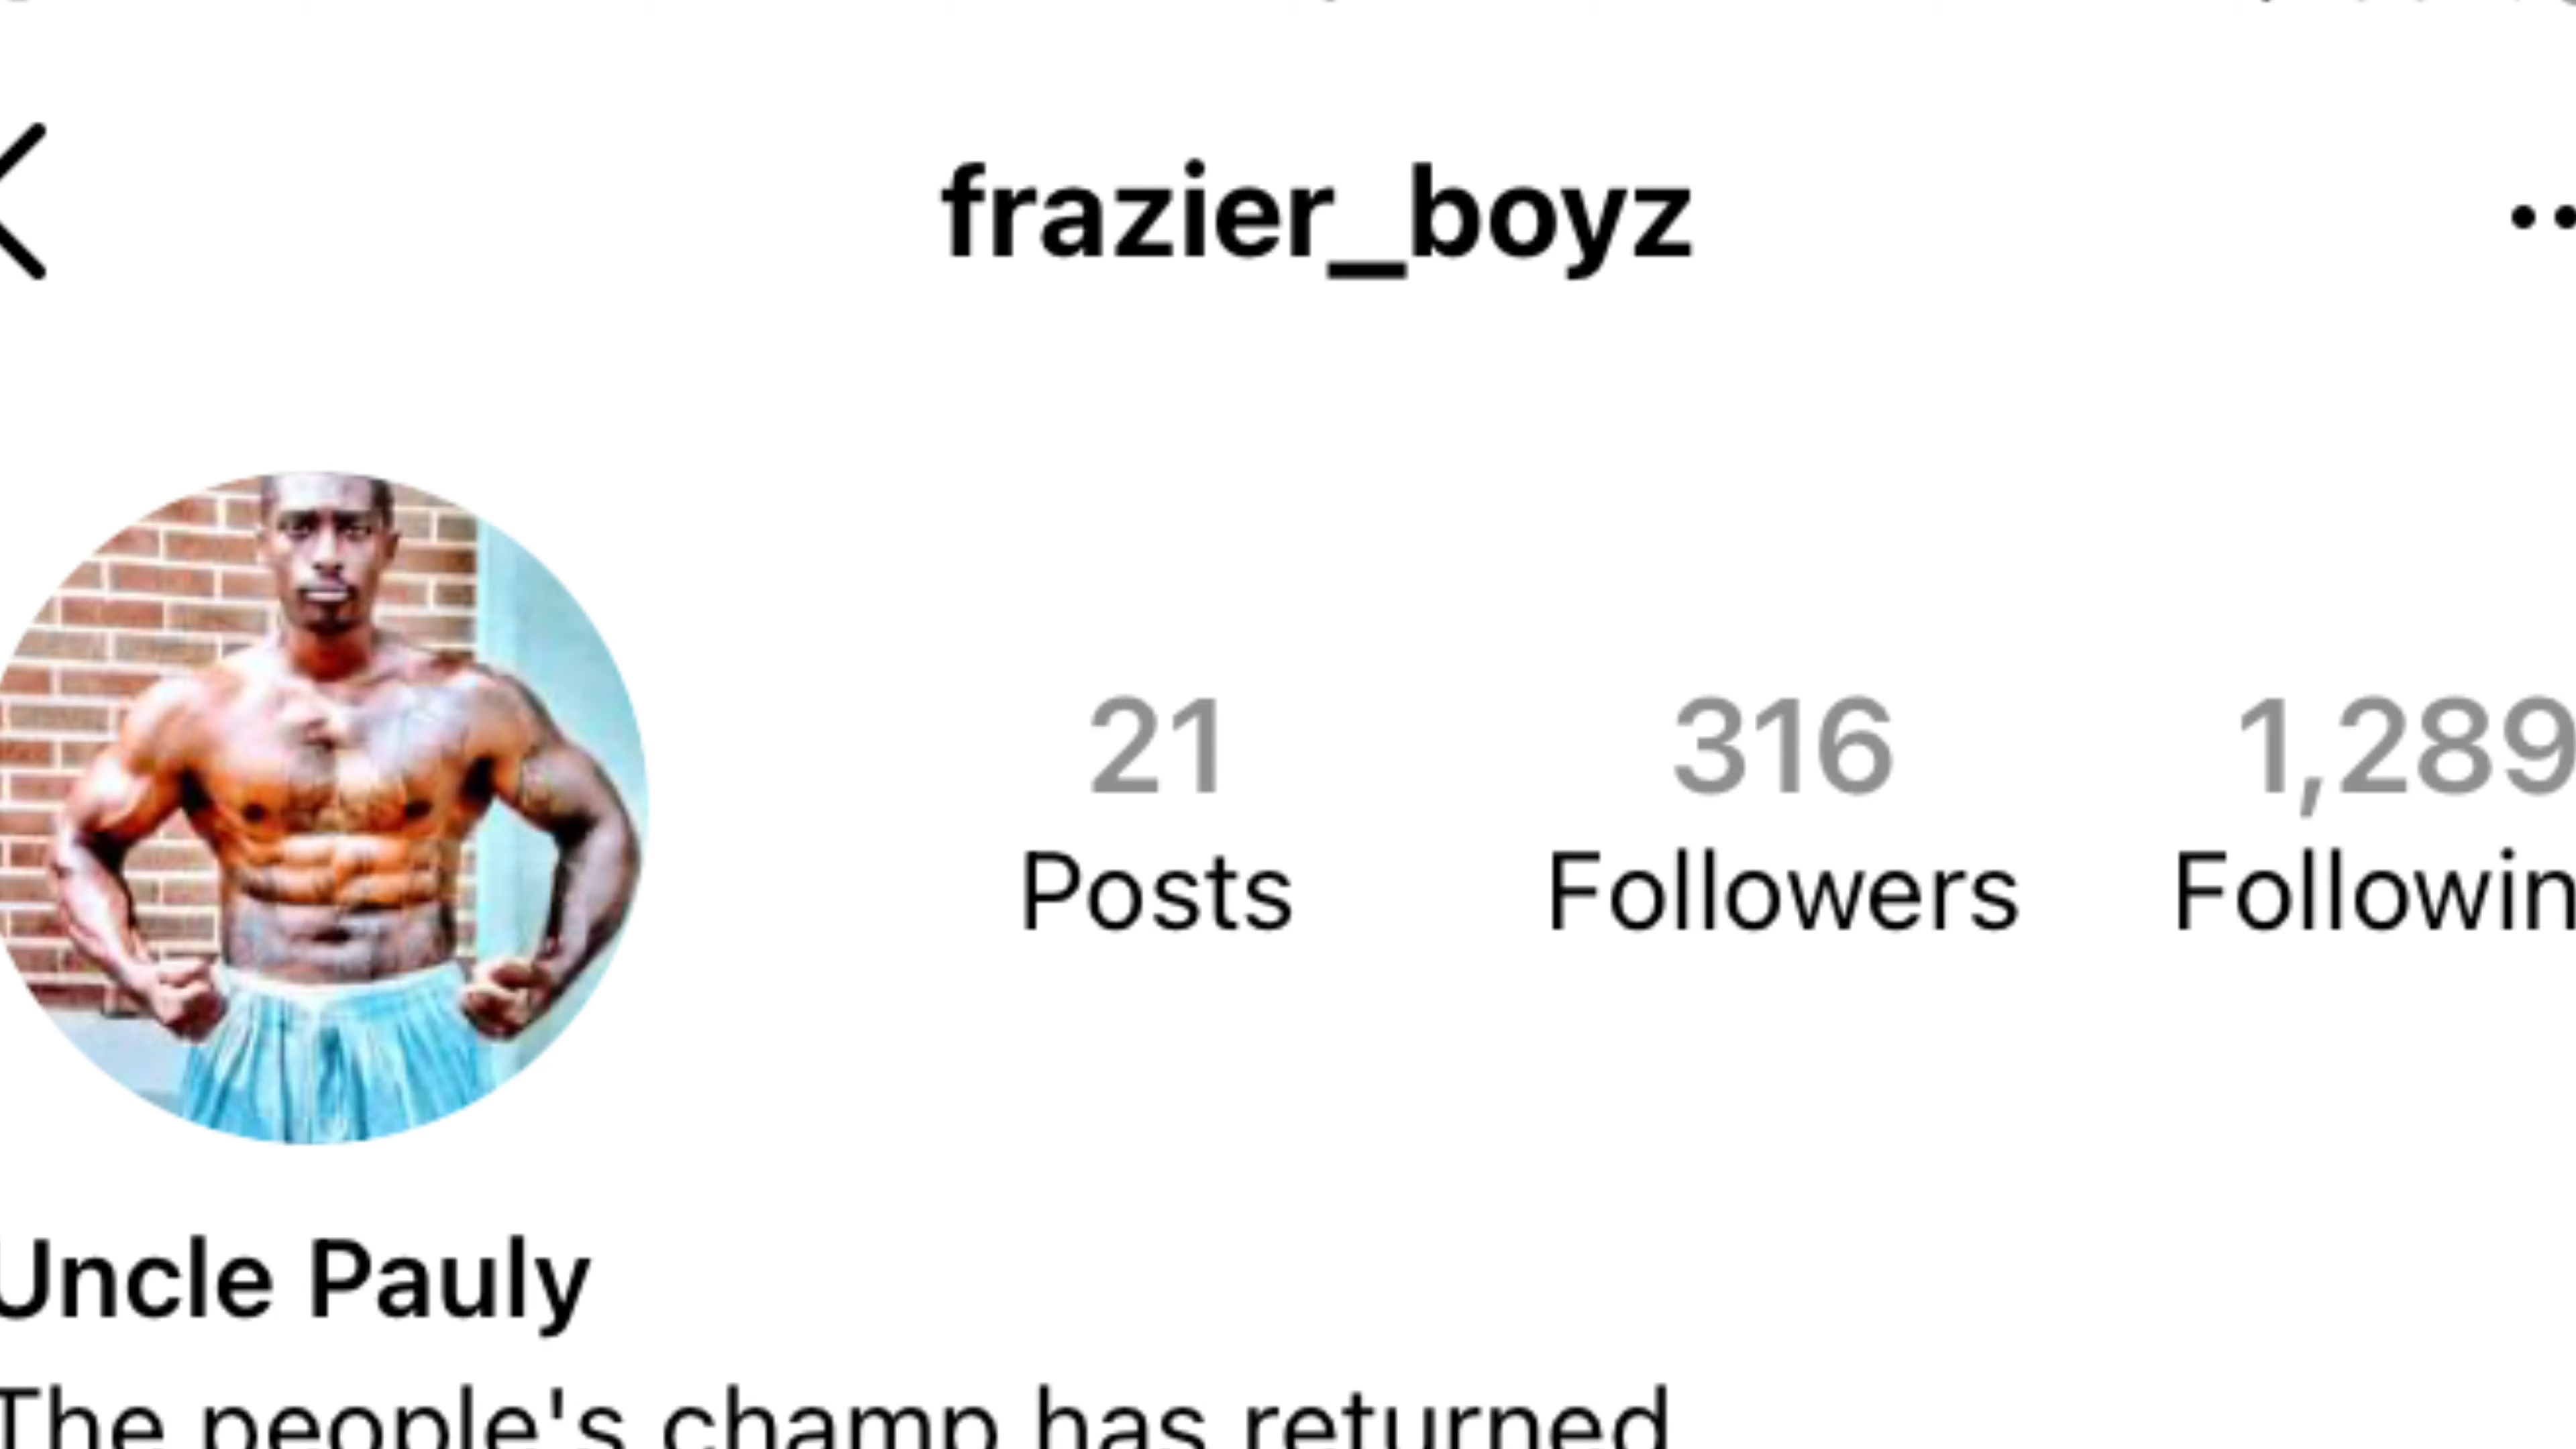 frazier_boyz
21 316 1,289
Posts Followers Followin
Uncle Pauly
The people's champ has returned